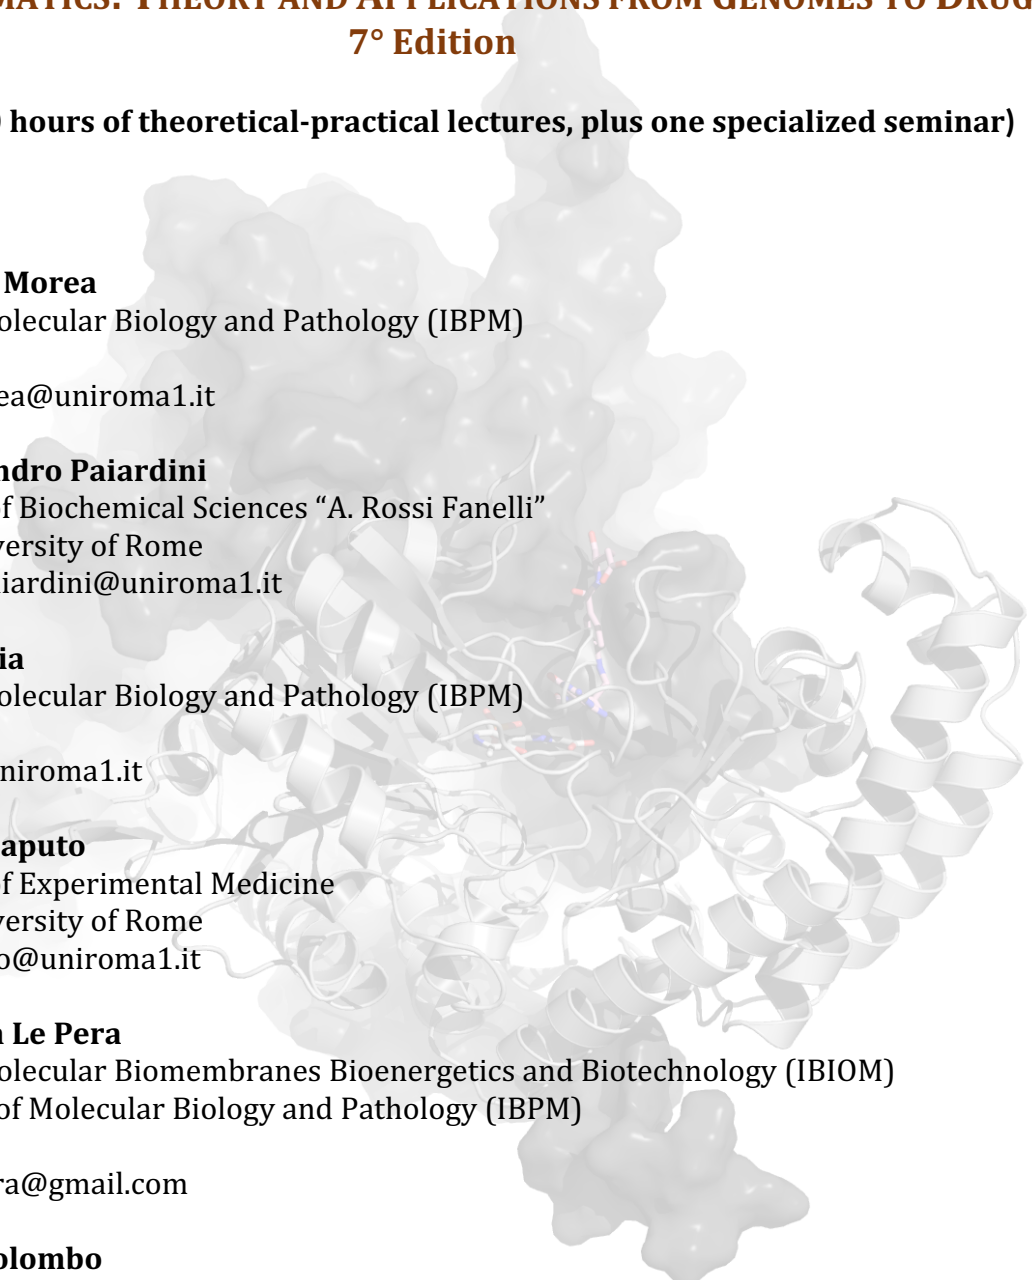 MATICS: THEORY AND APPLICATIONS FROM GENOMES TO DRUG
7° Edition
hours of theoretical-practical lectures, plus one specialized seminar)
Morea
olecular Biology and Pathology (IBPM)
ea@uniroma1.it
ndro Paiardini
of Biochemical Sciences “A. Rossi Fanelli”
versity of Rome
iardini@uniroma1.it
ia
olecular Biology and Pathology (IBPM)
niroma1.it
aputo
of Experimental Medicine
versity of Rome
o@uniroma1.it
Le Pera
olecular Biomembranes Bioenergetics and Biotechnology (IBIOM)
of Molecular Biology and Pathology (IBPM)
ra@gmail.com
olombo